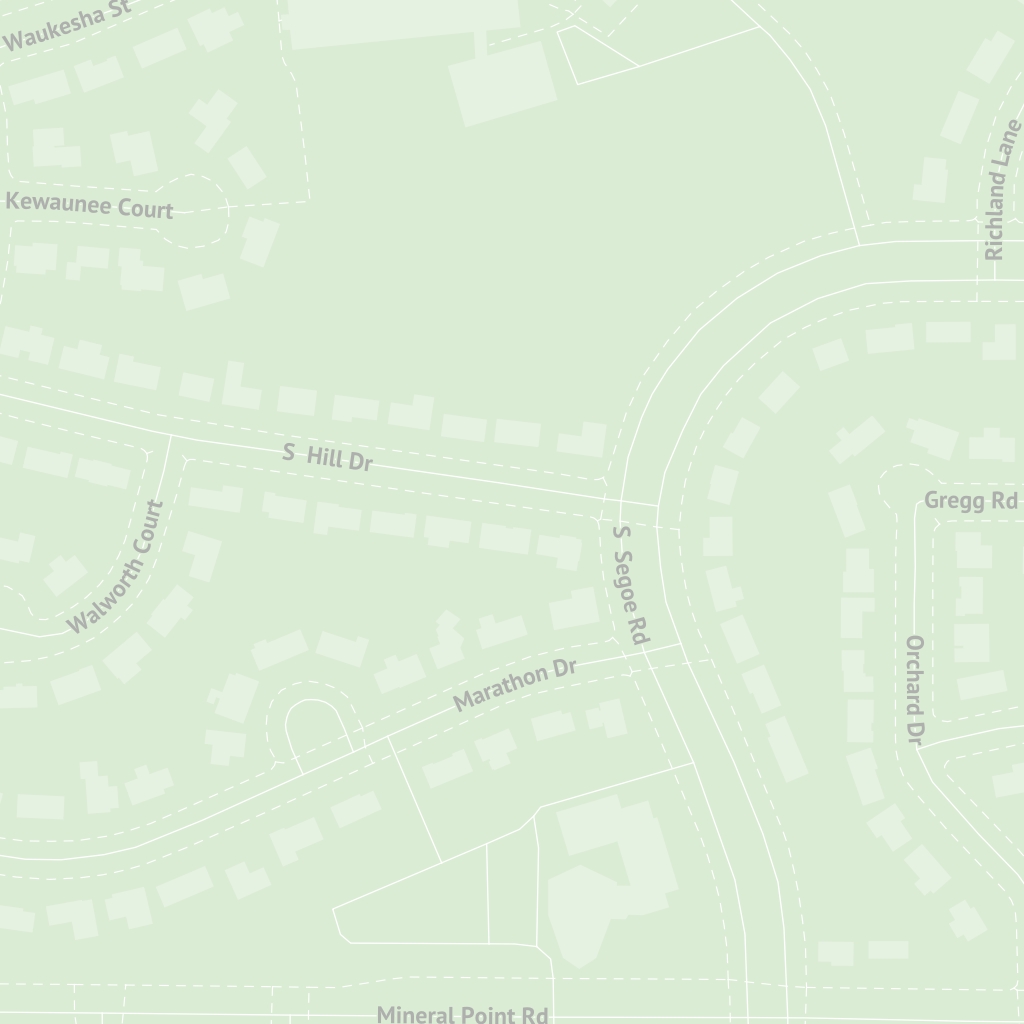 Waukesha St
Kewaunee Court
Richland Lane
S Hill Dr
Walworth Court
S Segoe Rd
Gregg Rd
Orchard Dr
Marathon Dr
Mineral Point Rd